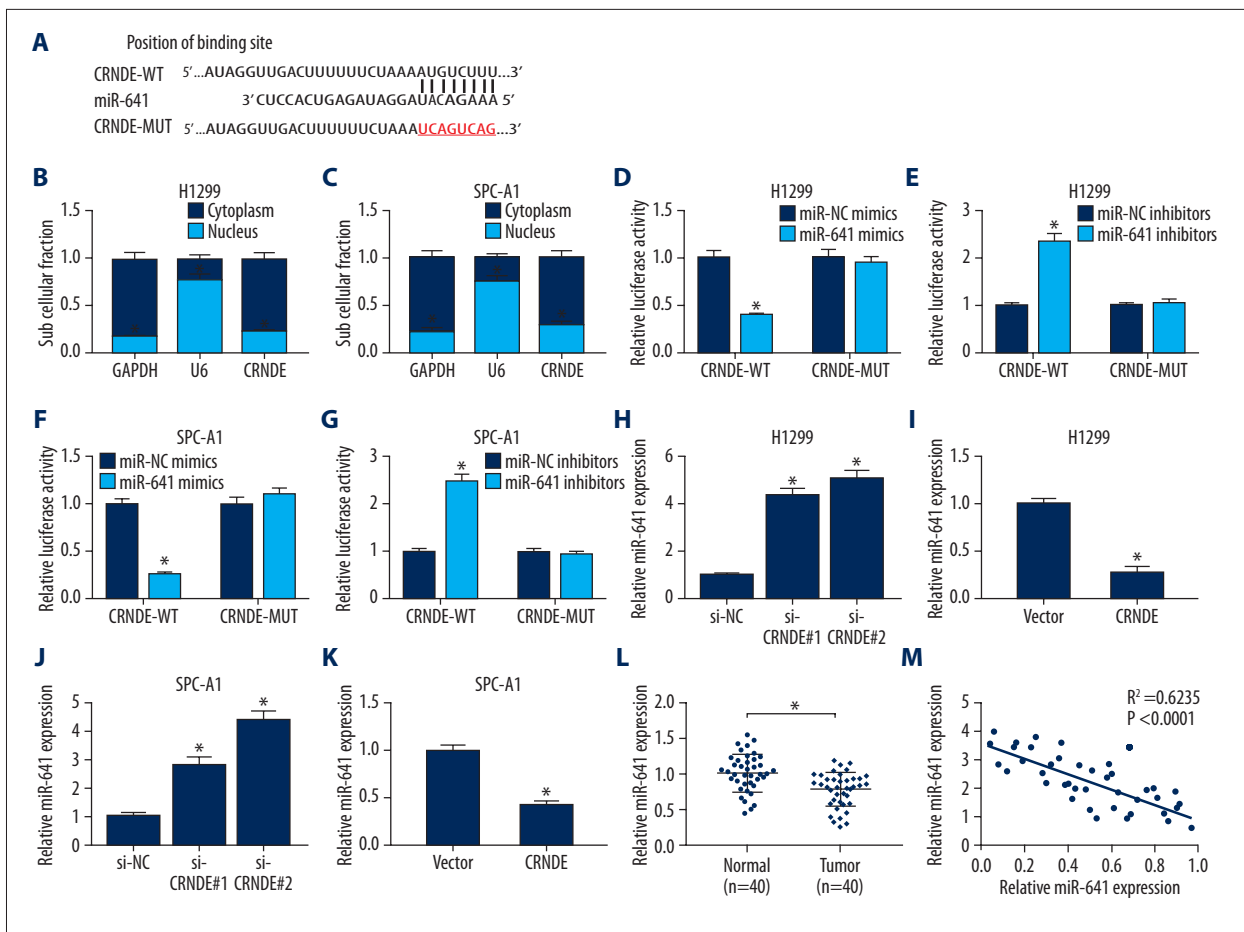 A
Position of binding site
CRNDE-WT 5′...AUAGGUUGACUUUUUUCUAAAAUGUCUUU...3′
miR-641 3′CUCCACUGAGAUAGGAUACAGAAA 5′
CRNDE-MUT 5′...AUAGGUUGACUUUUUUCUAAAUCAGUCAG...3′
B
H1299
Cytoplasm
Nucleus
Sub cellular fraction
1.5
1.0
0.5
0.0
* * *
GAPDH U6 CRNDE
C
SPC-A1
Cytoplasm
Nucleus
Sub cellular fraction
1.5
1.0
0.5
0.0
* * *
GAPDH U6 CRNDE
D
H1299
miR-NC mimics
miR-641 mimics
Relative luciferase activity
1.5
1.0
0.5
0.0
*
CRNDE-WT CRNDE-MUT
E
H1299
miR-NC inhibitors
miR-641 inhibitors
Relative luciferase activity
3
2
1
0
*
CRNDE-WT CRNDE-MUT
F
SPC-A1
miR-NC mimics
miR-641 mimics
Relative luciferase activity
1.5
1.0
0.5
0.0
*
CRNDE-WT CRNDE-MUT
G
SPC-A1
miR-NC inhibitors
miR-641 inhibitors
Relative luciferase activity
3
2
1
0
*
CRNDE-WT CRNDE-MUT
H
H1299
Relative miR-641 expression
6
4
2
0
* *
si-NC si-CRNDE#1 si-CRNDE#2
I
H1299
Relative miR-641 expression
1.5
1.0
0.5
0.0
*
Vector CRNDE
J
SPC-A1
Relative miR-641 expression
5
4
3
2
1
0
* *
si-NC si-CRNDE#1 si-CRNDE#2
K
SPC-A1
Relative miR-641 expression
1.5
1.0
0.5
0.0
*
Vector CRNDE
L
Relative miR-641 expression
2.0
1.5
1.0
0.5
0.0
*
Normal Tumor
(n=40) (n=40)
M
R²=0.6235
P <0.0001
Relative miR-641 expression
5
4
3
2
1
0
0.0 0.2 0.4 0.6 0.8 1.0
Relative miR-641 expression